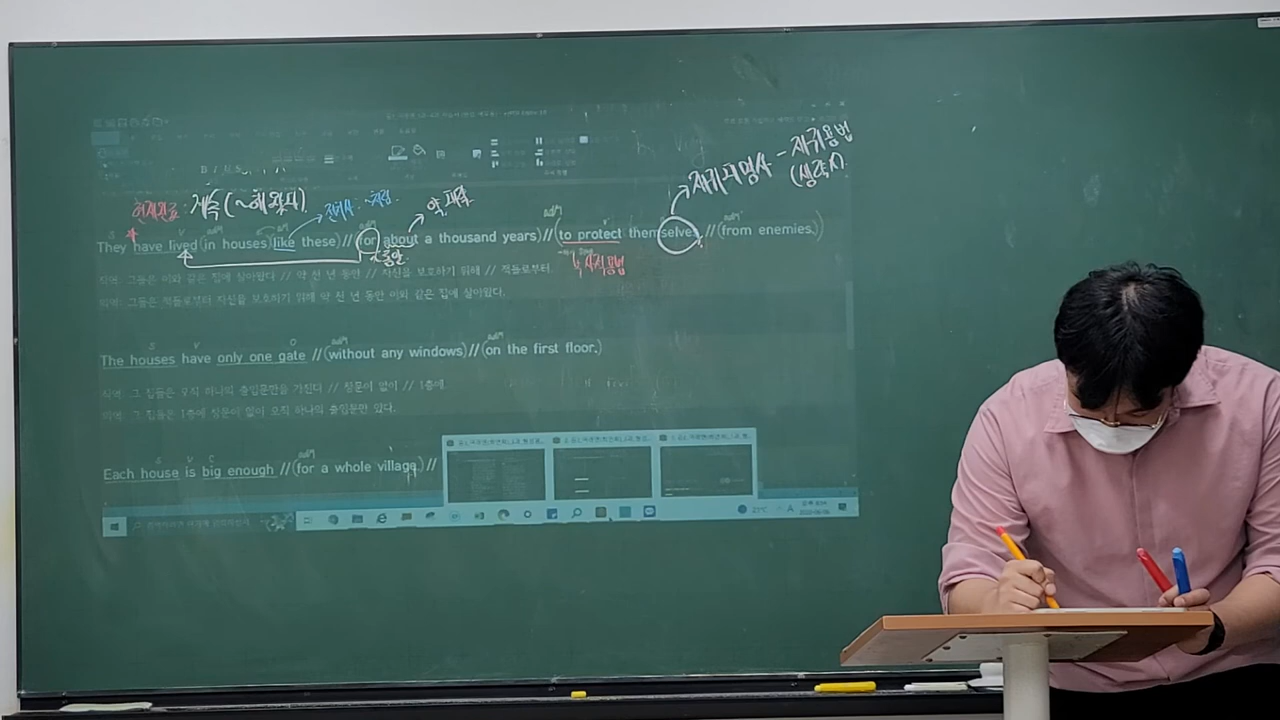 재귀대명사 - 재귀용법
(생략X)
현재완료: 계속(~해왔다) 전치사: ~처럼 약, 대략
S V adM adM adM
They have lived (in houses) (like these) // (for about a thousand years) // (to protect themselves) // (from enemies.)
~동안 부사적용법
직역: 그들은 이와 같은 집에 살아왔다 // 약 천 년 동안 // 자신을 보호하기 위해 // 적들로부터.
의역: 그들은 적들로부터 자신을 보호하기 위해 약 천 년 동안 이와 같은 집에 살아왔다.
S V O adM adM
The houses have only one gate // (without any windows) // (on the first floor.)
직역: 그 집들은 오직 하나의 출입문만을 가진다 // 창문이 없이 // 1층에.
의역: 그 집들은 1층에 창문이 없이 오직 하나의 출입문만 있다.
S V C adM
Each house is big enough // (for a whole village) //